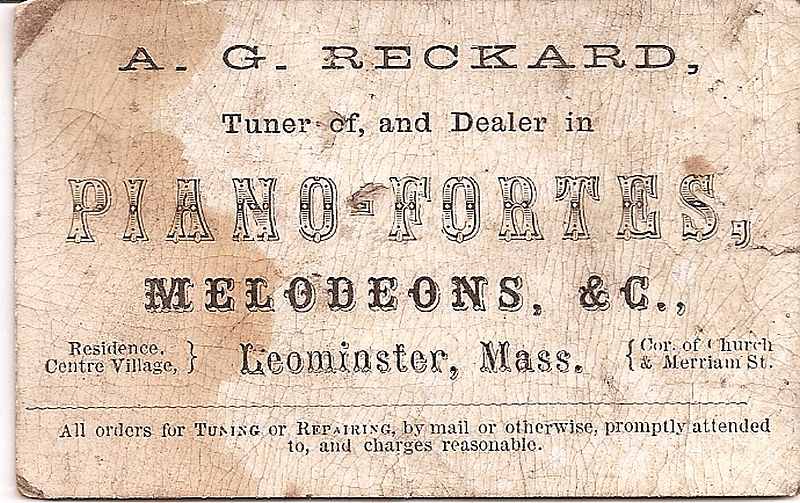 A. G. RECKARD,
Tuner of, and Dealer in
PIANO-FORTES,
MELODEONS, &C.,
Residence, Centre Village, } Leominster, Mass. { Cor. of Church & Merriam St.
All orders for TUNING or REPAIRING, by mail or otherwise, promptly attended
to, and charges reasonable.